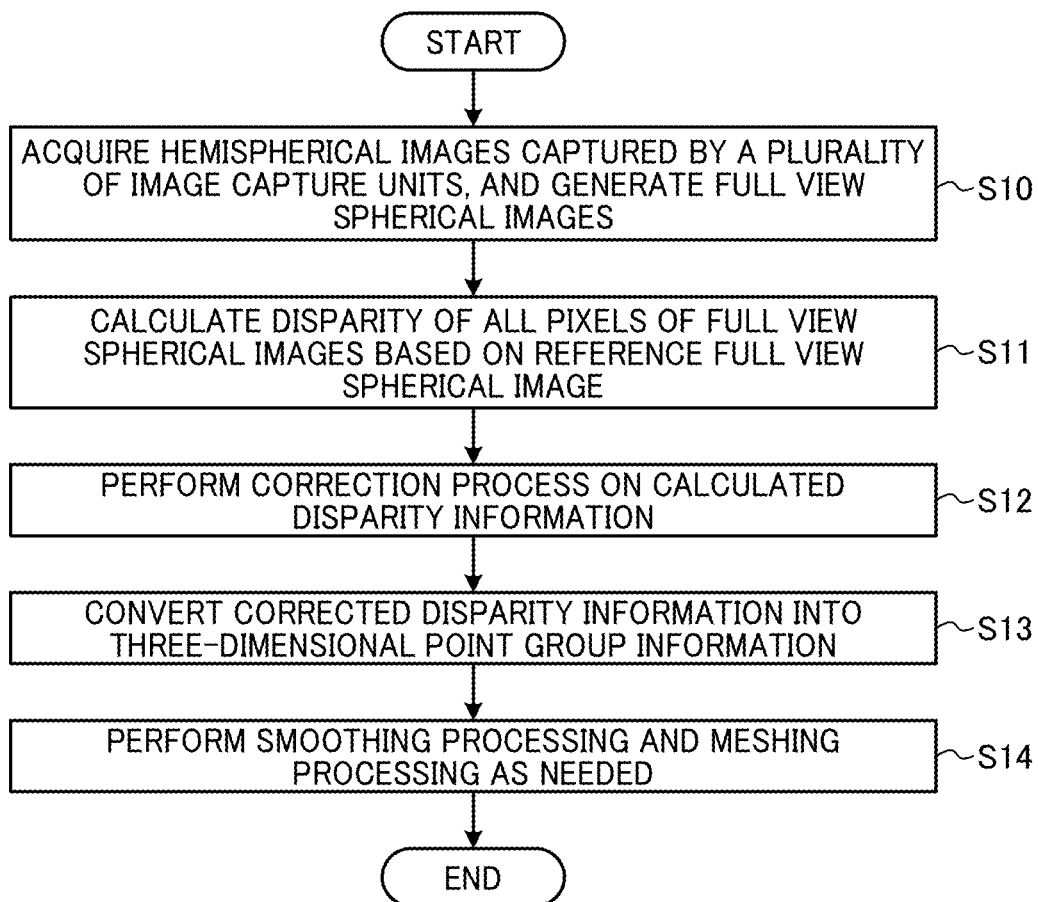 START
ACQUIRE HEMISPHERICAL IMAGES CAPTURED BY A PLURALITY
OF IMAGE CAPTURE UNITS, AND GENERATE FULL VIEW
SPHERICAL IMAGES
S10
CALCULATE DISPARITY OF ALL PIXELS OF FULL VIEW
SPHERICAL IMAGES BASED ON REFERENCE FULL VIEW
SPHERICAL IMAGE
S11
PERFORM CORRECTION PROCESS ON CALCULATED
DISPARITY INFORMATION
S12
CONVERT CORRECTED DISPARITY INFORMATION INTO
THREE-DIMENSIONAL POINT GROUP INFORMATION
S13
PERFORM SMOOTHING PROCESSING AND MESHING
PROCESSING AS NEEDED
S14
END